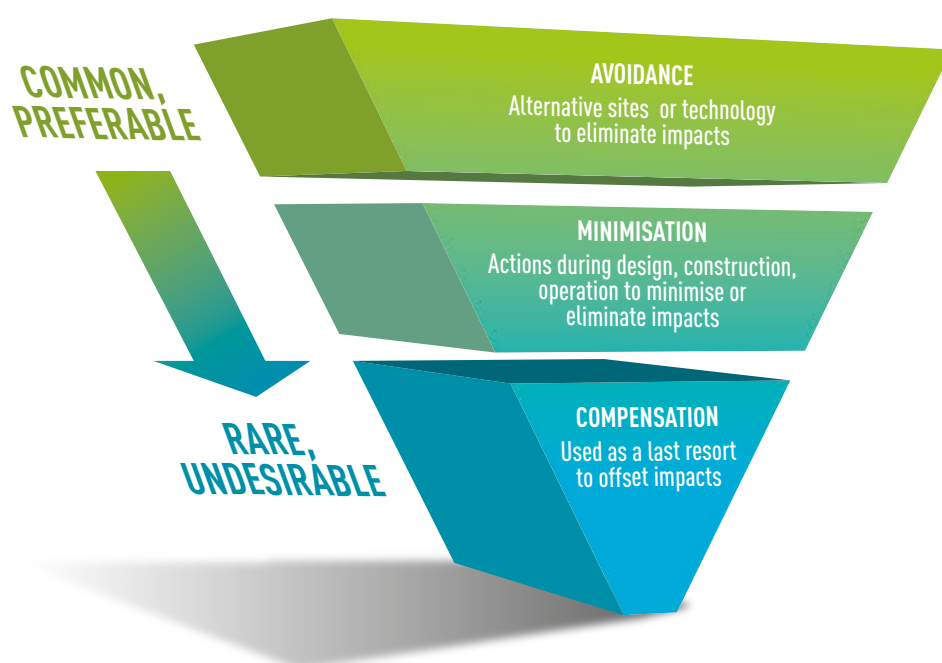 COMMON,
PREFERABLE
AVOIDANCE
Alternative sites or technology
to eliminate impacts
MINIMISATION
Actions during design, construction,
operation to minimise or
eliminate impacts
RARE,
UNDESIRABLE
COMPENSATION
Used as a last resort
to offset impacts